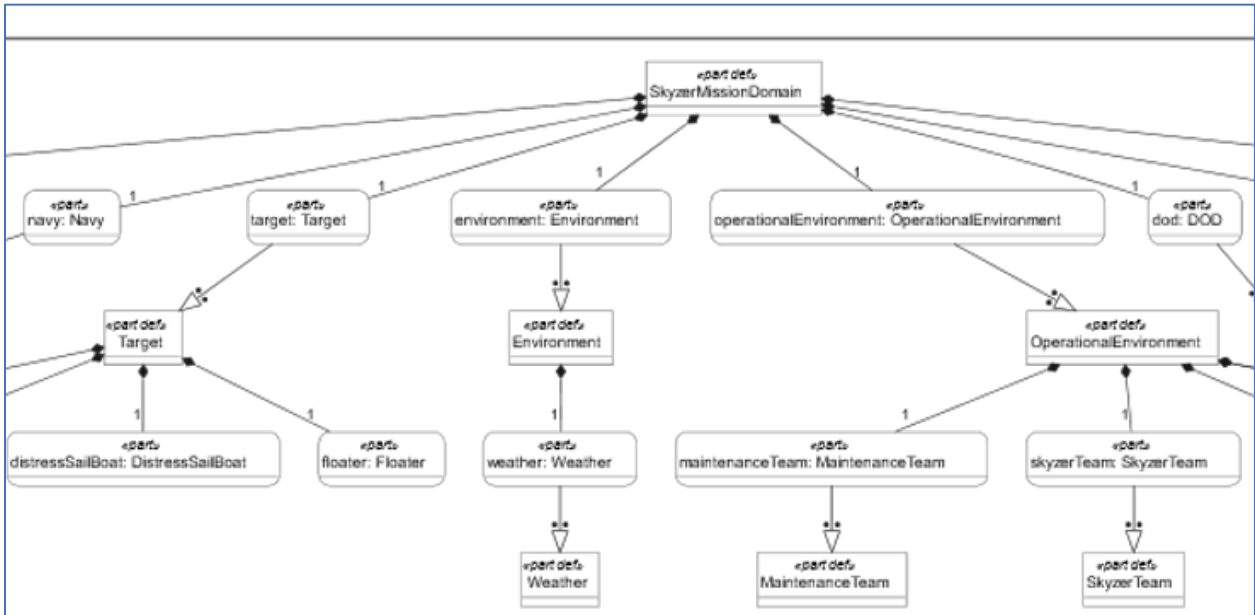 «part def»
SkyzerMissionDomain
1
1
1
1
1
«part»
navy: Navy
«part»
target: Target
«part»
environment: Environment
«part»
operationalEnvironment: OperationalEnvironment
«part»
dod: DOD
«part def»
Target
«part def»
Environment
«part def»
OperationalEnvironment
1
1
1
1
1
«part»
distressSailBoat: DistressSailBoat
«part»
floater: Floater
«part»
weather: Weather
«part»
maintenanceTeam: MaintenanceTeam
«part»
skyzerTeam: SkyzerTeam
«part def»
Weather
«part def»
MaintenanceTeam
«part def»
SkyzerTeam